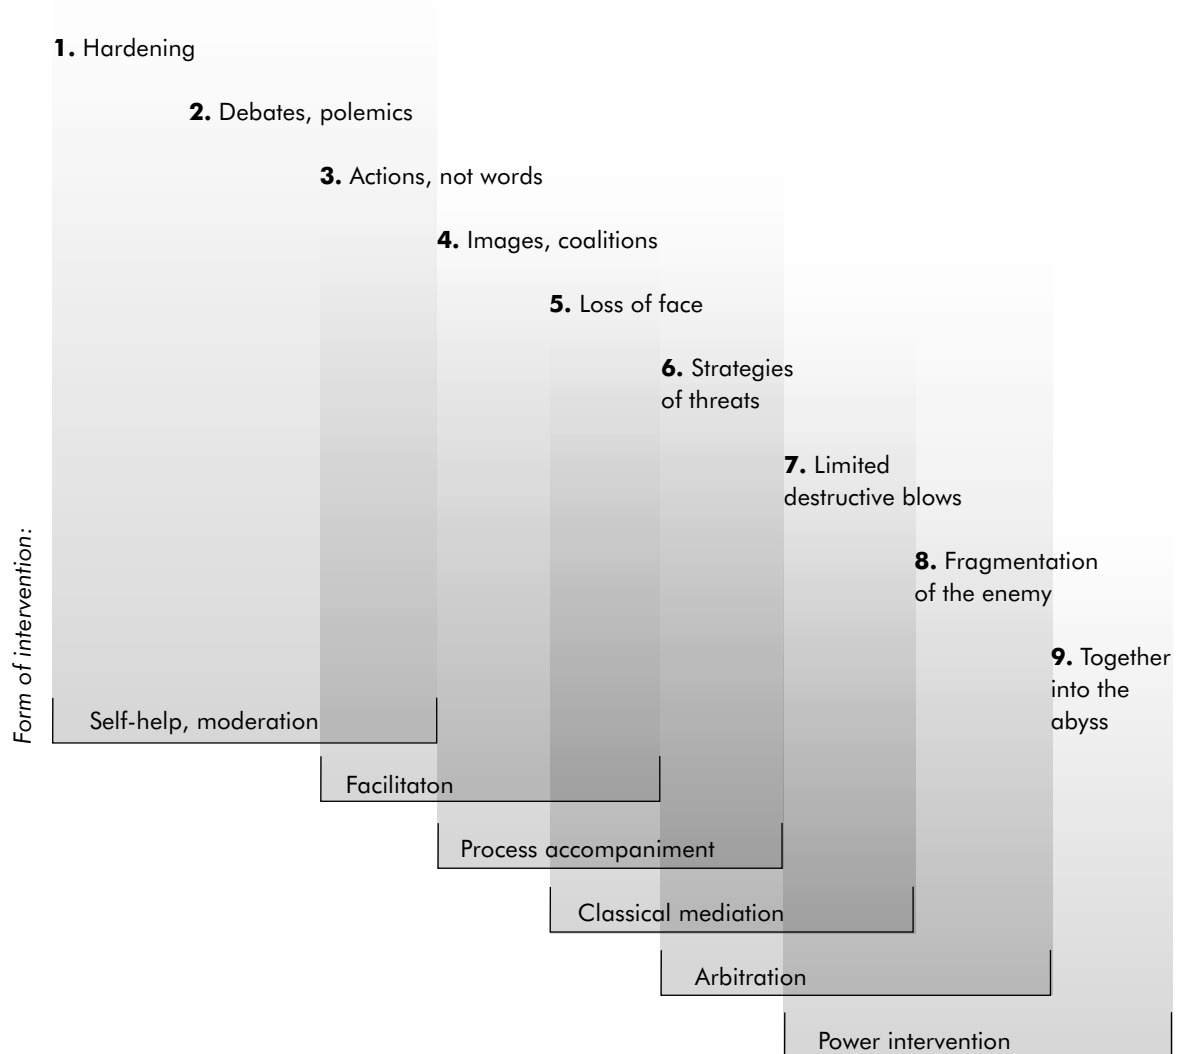 1. Hardening
2. Debates, polemics
3. Actions, not words
4. Images, coalitions
5. Loss of face
6. Strategies
of threats
7. Limited
destructive blows
8. Fragmentation
of the enemy
9. Together
into the
abyss
Form of intervention:
Self-help, moderation
Facilitaton
Process accompaniment
Classical mediation
Arbitration
Power intervention